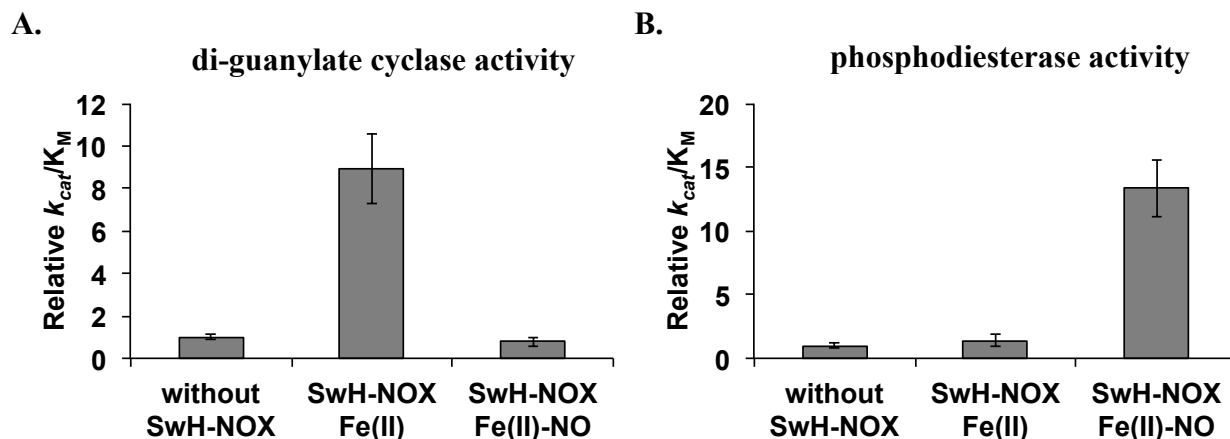 A.
di-guanylate cyclase activity
Relative kcat/KM
12
10
8
6
4
2
0
without
SwH-NOX
SwH-NOX
Fe(II)
SwH-NOX
Fe(II)-NO
B.
phosphodiesterase activity
Relative kcat/KM
20
15
10
5
0
without
SwH-NOX
SwH-NOX
Fe(II)
SwH-NOX
Fe(II)-NO